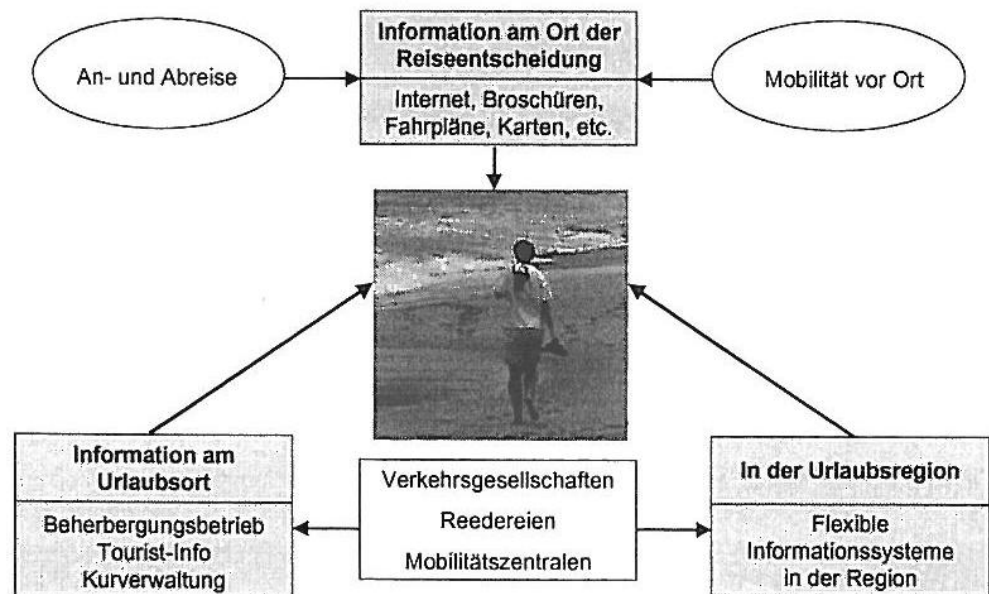 Information am Ort der
Reiseentscheidung
An- und Abreise
Internet, Broschüren,
Fahrpläne, Karten, etc.
Mobilität vor Ort
Information am
Urlaubsort
Beherbergungsbetrieb
Tourist-Info
Kurverwaltung
Verkehrsgesellschaften
Reedereien
Mobilitätszentralen
In der Urlaubsregion
Flexible
Informationssysteme
in der Region